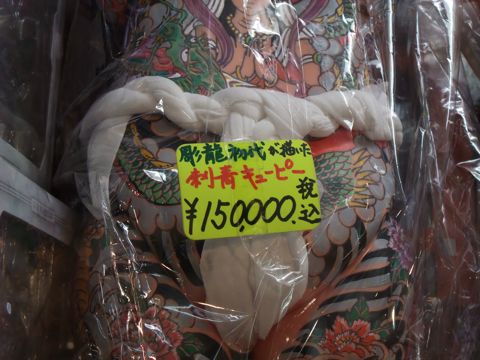 彫龍初代が描いた
刺青キューピー
¥150,000 税込